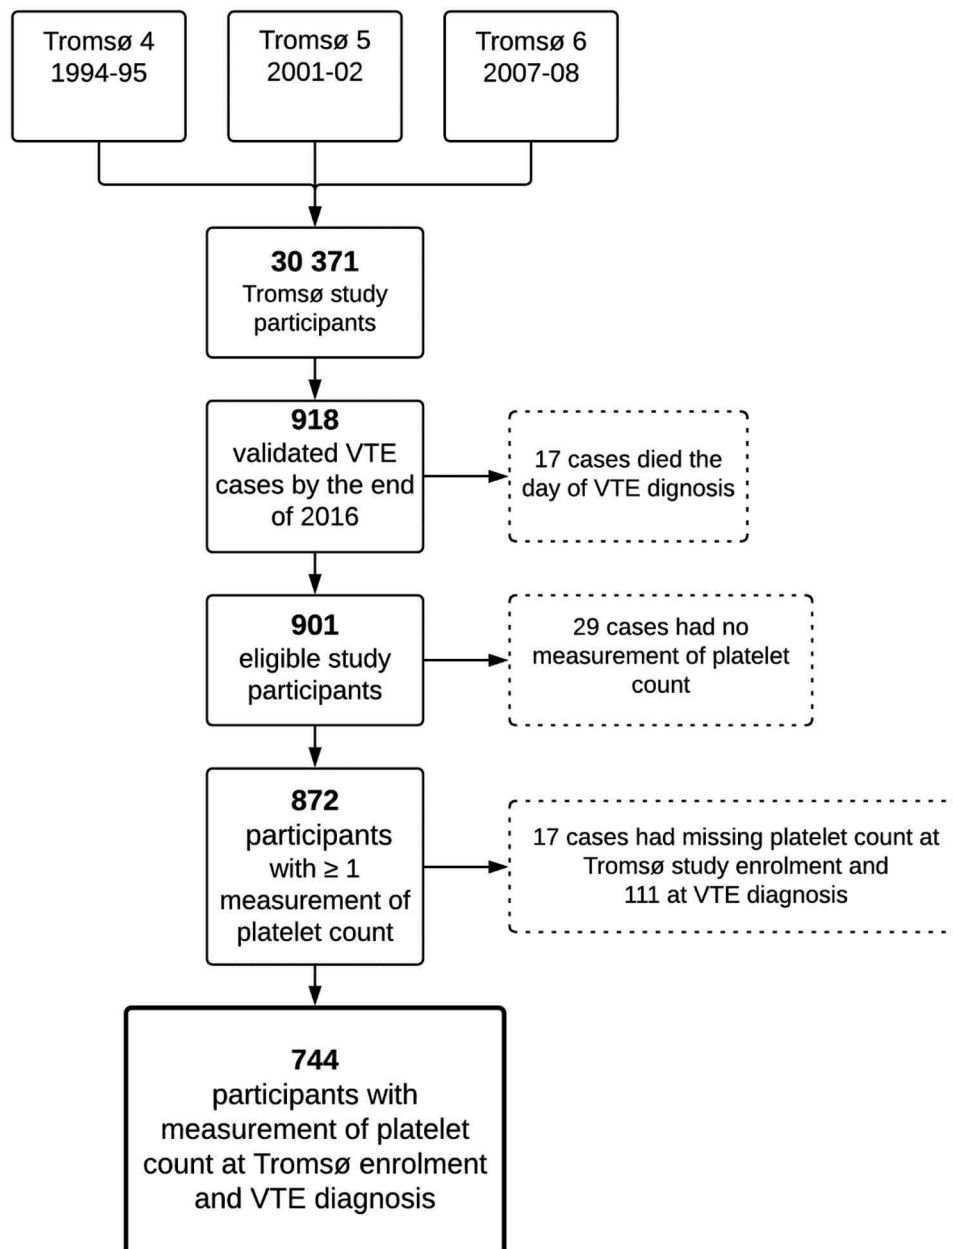 Tromsø 4
1994-95
Tromsø 5
2001-02
Tromsø 6
2007-08
30 371
Tromsø study
participants
918
validated VTE
cases by the end
of 2016
17 cases died the
day of VTE dignosis
901
eligible study
participants
29 cases had no
measurement of platelet
count
872
participants
with ≥ 1
measurement of
platelet count
17 cases had missing platelet count at
Tromsø study enrolment and
111 at VTE diagnosis
744
participants with
measurement of platelet
count at Tromsø enrolment
and VTE diagnosis